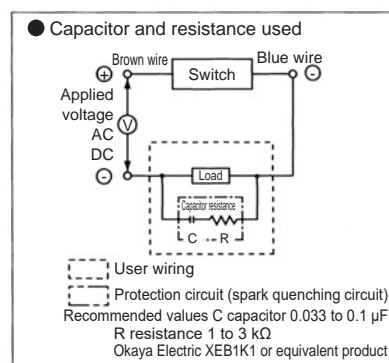 ● Capacitor and resistance used
Brown wire
Switch
Blue wire
⊕
⊖
Applied
voltage
AC
DC
V
⊖
Load
Capacitor resistance
C --- R
User wiring
Protection circuit (spark quenching circuit)
Recommended values C capacitor 0.033 to 0.1 µF
R resistance 1 to 3 kΩ
Okaya Electric XEB1K1 or equivalent product